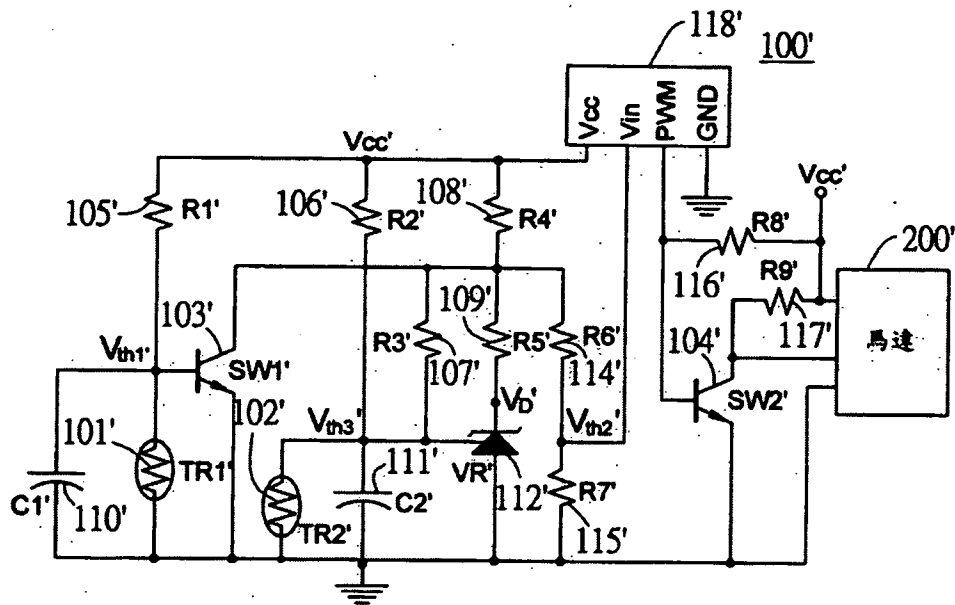 118'
100'
Vcc
Vin
PWM
GND
Vcc'
Vcc'
105'
R1'
106'
R2'
108'
R4'
R8'
116'
200'
R9'
117'
103'
109'
R3'
R5'
R6'
107'
114'
104'
馬達
Vth1'
SW1'
SW2'
102'
VD'
Vth3'
Vth2'
101'
TR1'
111'
VR'
112'
C1'
110'
C2'
R7'
TR2'
115'